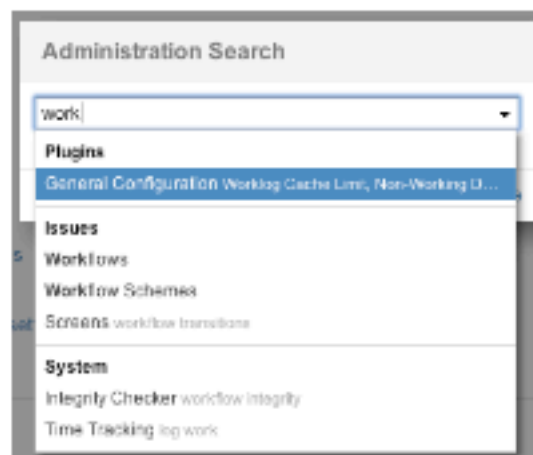 Administration Search
work
Plugins
General Configuration Worklog Cache Limit, Non-Working D...
Issues
Workflows
Workflow Schemes
Screens workflow transitions
System
Integrity Checker workflow integrity
Time Tracking log work